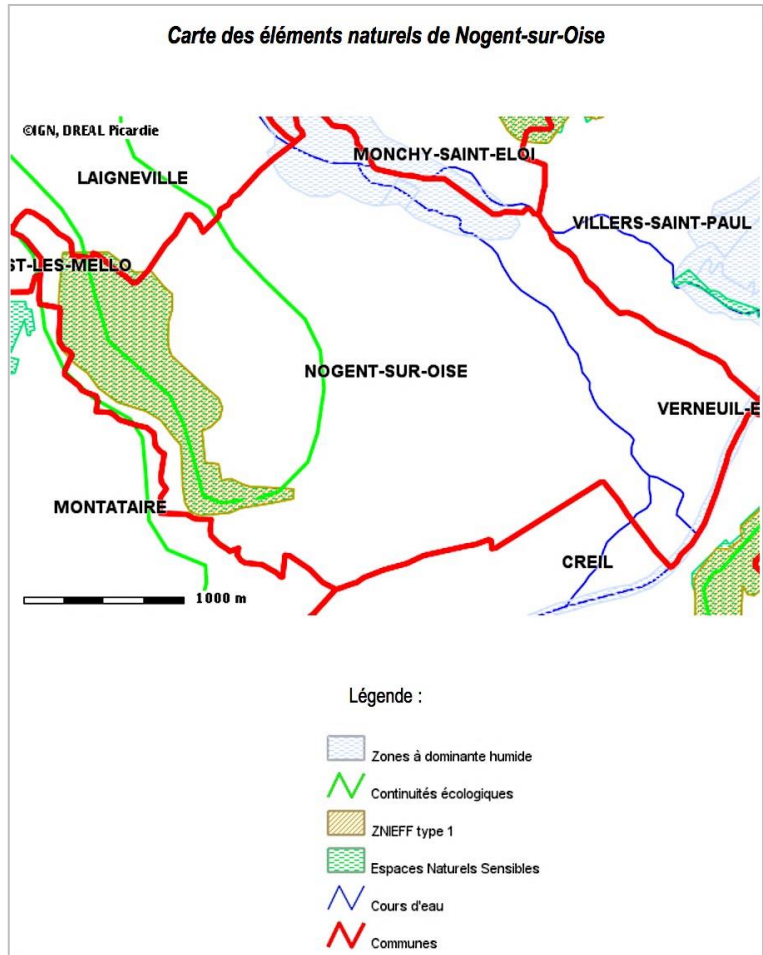 Carte des éléments naturels de Nogent-sur-Oise
©IGN, DREAL Picardie
MONCHY-SAINT-ELOI
LAIGNEVILLE
VILLERS-SAINT-PAUL
ST-LES-MELLO
NOGENT-SUR-OISE
VERNEUIL-E
MONTATAIRE
CREIL
1000 m
Légende :
Zones à dominante humide
Continuités écologiques
ZNIEFF type 1
Espaces Naturels Sensibles
Cours d'eau
Communes